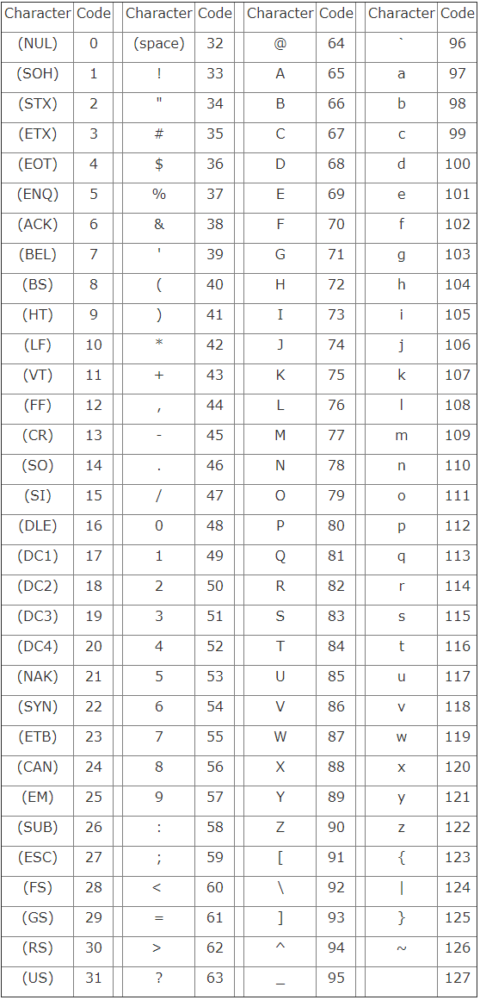 Character Code Character Code Character Code Character Code
(NUL) 0 (space) 32 @ 64 ` 96
(SOH) 1 ! 33 A 65 a 97
(STX) 2 " 34 B 66 b 98
(ETX) 3 # 35 C 67 c 99
(EOT) 4 $ 36 D 68 d 100
(ENQ) 5 % 37 E 69 e 101
(ACK) 6 & 38 F 70 f 102
(BEL) 7 ' 39 G 71 g 103
(BS) 8 ( 40 H 72 h 104
(HT) 9 ) 41 I 73 i 105
(LF) 10 * 42 J 74 j 106
(VT) 11 + 43 K 75 k 107
(FF) 12 , 44 L 76 l 108
(CR) 13 - 45 M 77 m 109
(SO) 14 . 46 N 78 n 110
(SI) 15 / 47 O 79 o 111
(DLE) 16 0 48 P 80 p 112
(DC1) 17 1 49 Q 81 q 113
(DC2) 18 2 50 R 82 r 114
(DC3) 19 3 51 S 83 s 115
(DC4) 20 4 52 T 84 t 116
(NAK) 21 5 53 U 85 u 117
(SYN) 22 6 54 V 86 v 118
(ETB) 23 7 55 W 87 w 119
(CAN) 24 8 56 X 88 x 120
(EM) 25 9 57 Y 89 y 121
(SUB) 26 : 58 Z 90 z 122
(ESC) 27 ; 59 [ 91 { 123
(FS) 28 < 60 \ 92 | 124
(GS) 29 = 61 ] 93 } 125
(RS) 30 > 62 ^ 94 ~ 126
(US) 31 ? 63 _ 95 127